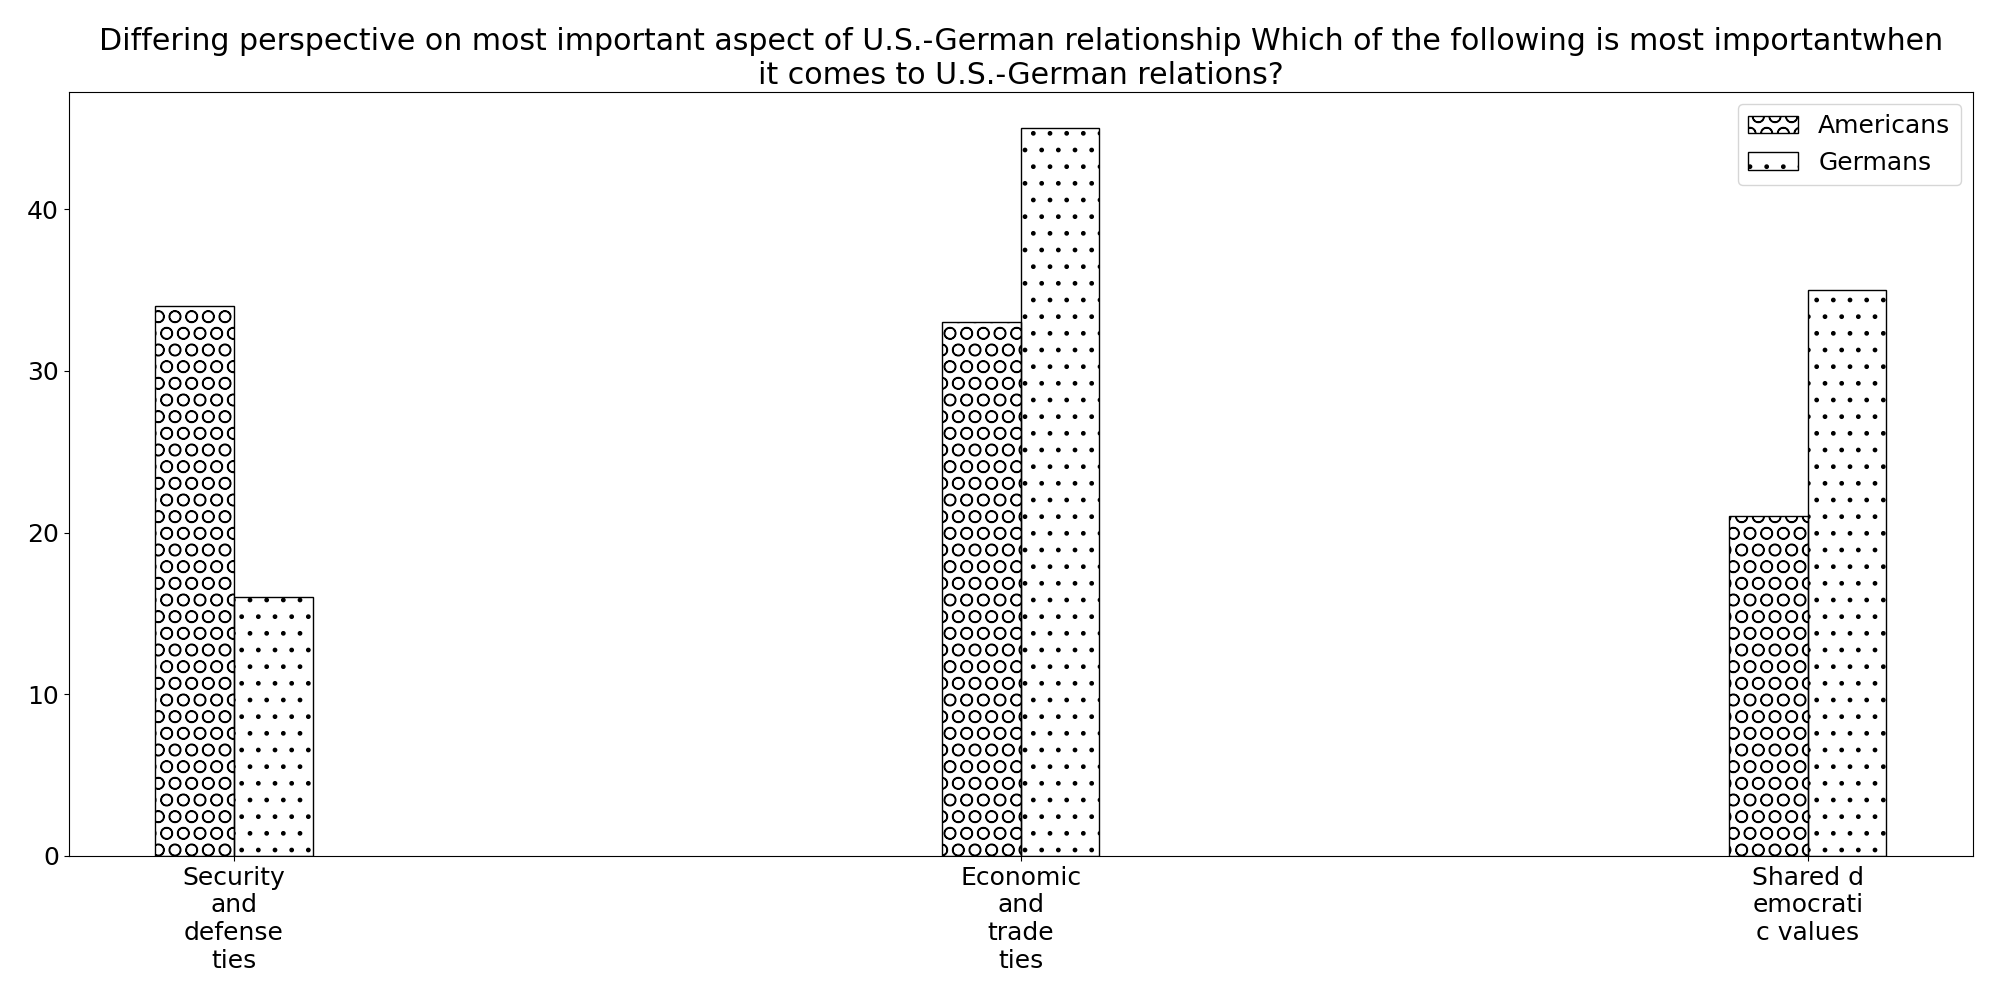 Differing perspective on most important aspect of U.S.-German relationship Which of the following is most importantwhen
it comes to U.S.-German relations?
Americans
Germans
40
30
20
10
0
Security
and
defense
ties
Economic
and
trade
ties
Shared d
emocrati
c values